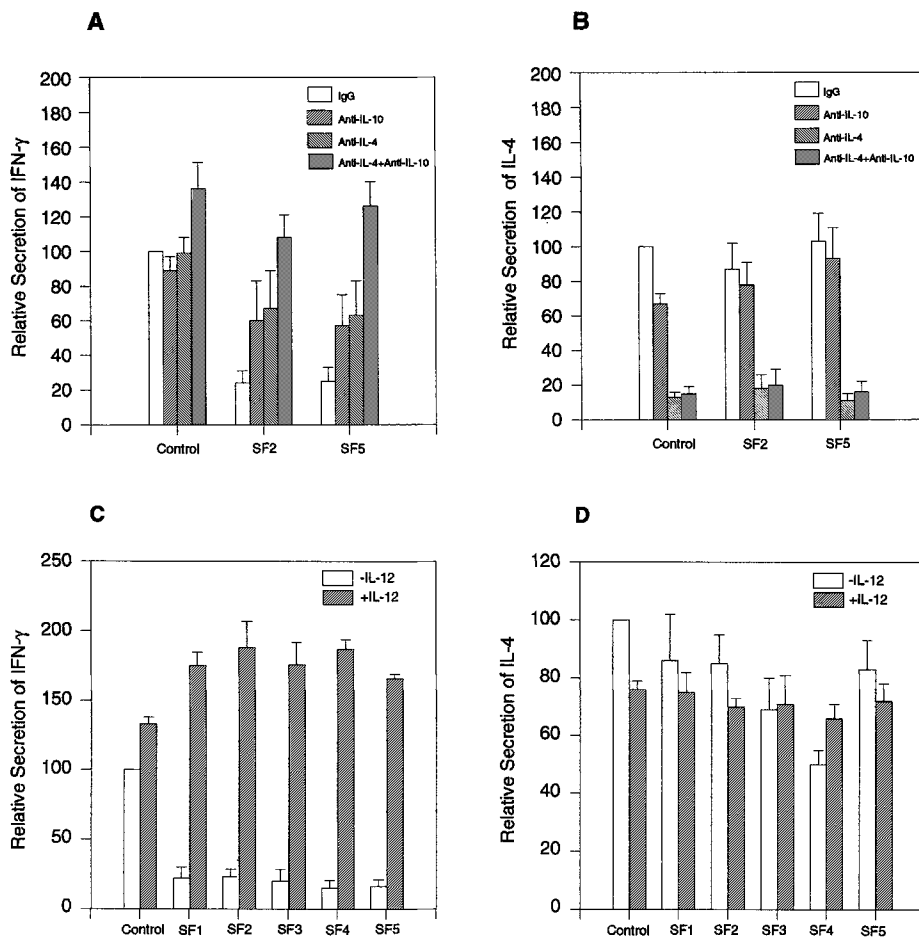 A
Relative Secretion of IFN-γ
200
180
160
140
120
100
80
60
40
20
0
IgG
Anti-IL-10
Anti-IL-4
Anti-IL-4+Anti-IL-10
Control
SF2
SF5
B
Relative Secretion of IL-4
200
180
160
140
120
100
80
60
40
20
0
IgG
Anti-IL-10
Anti-IL-4
Anti-IL-4+Anti-IL-10
Control
SF2
SF5
C
Relative Secretion of IFN-γ
250
200
150
100
50
0
-IL-12
+IL-12
Control
SF1
SF2
SF3
SF4
SF5
D
Relative Secretion of IL-4
120
100
80
60
40
20
0
-IL-12
+IL-12
Control
SF1
SF2
SF3
SF4
SF5